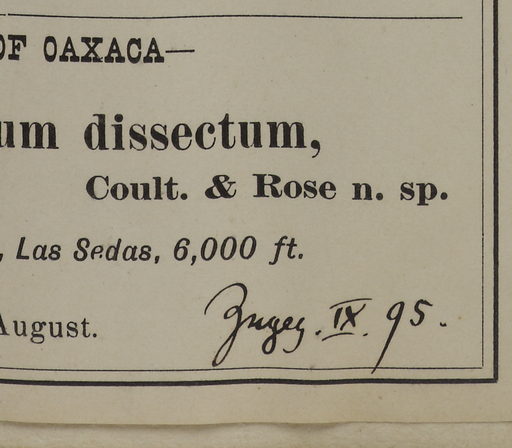 OF OAXACA—
um dissectum,
Coult. & Rose n. sp.
, Las Sedas, 6,000 ft.
August.
IX. 95.